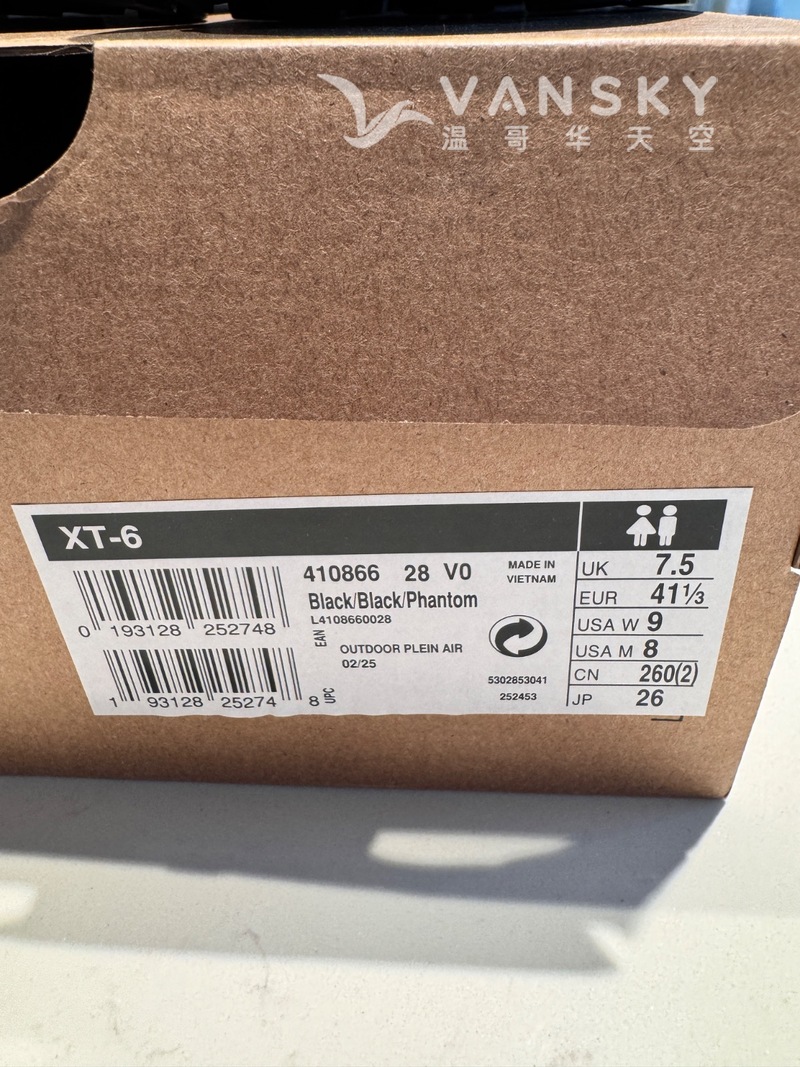 VANSKY
温哥华天空
XT-6
410866 28 V0
Black/Black/Phantom
L4108660028
0 193128 252748
EAN
OUTDOOR PLEIN AIR
02/25
1 93128 25274 8
UPC
MADE IN
VIETNAM
5302853041
252453
UK 7.5
EUR 41⅓
USA W 9
USA M 8
CN 260(2)
JP 26